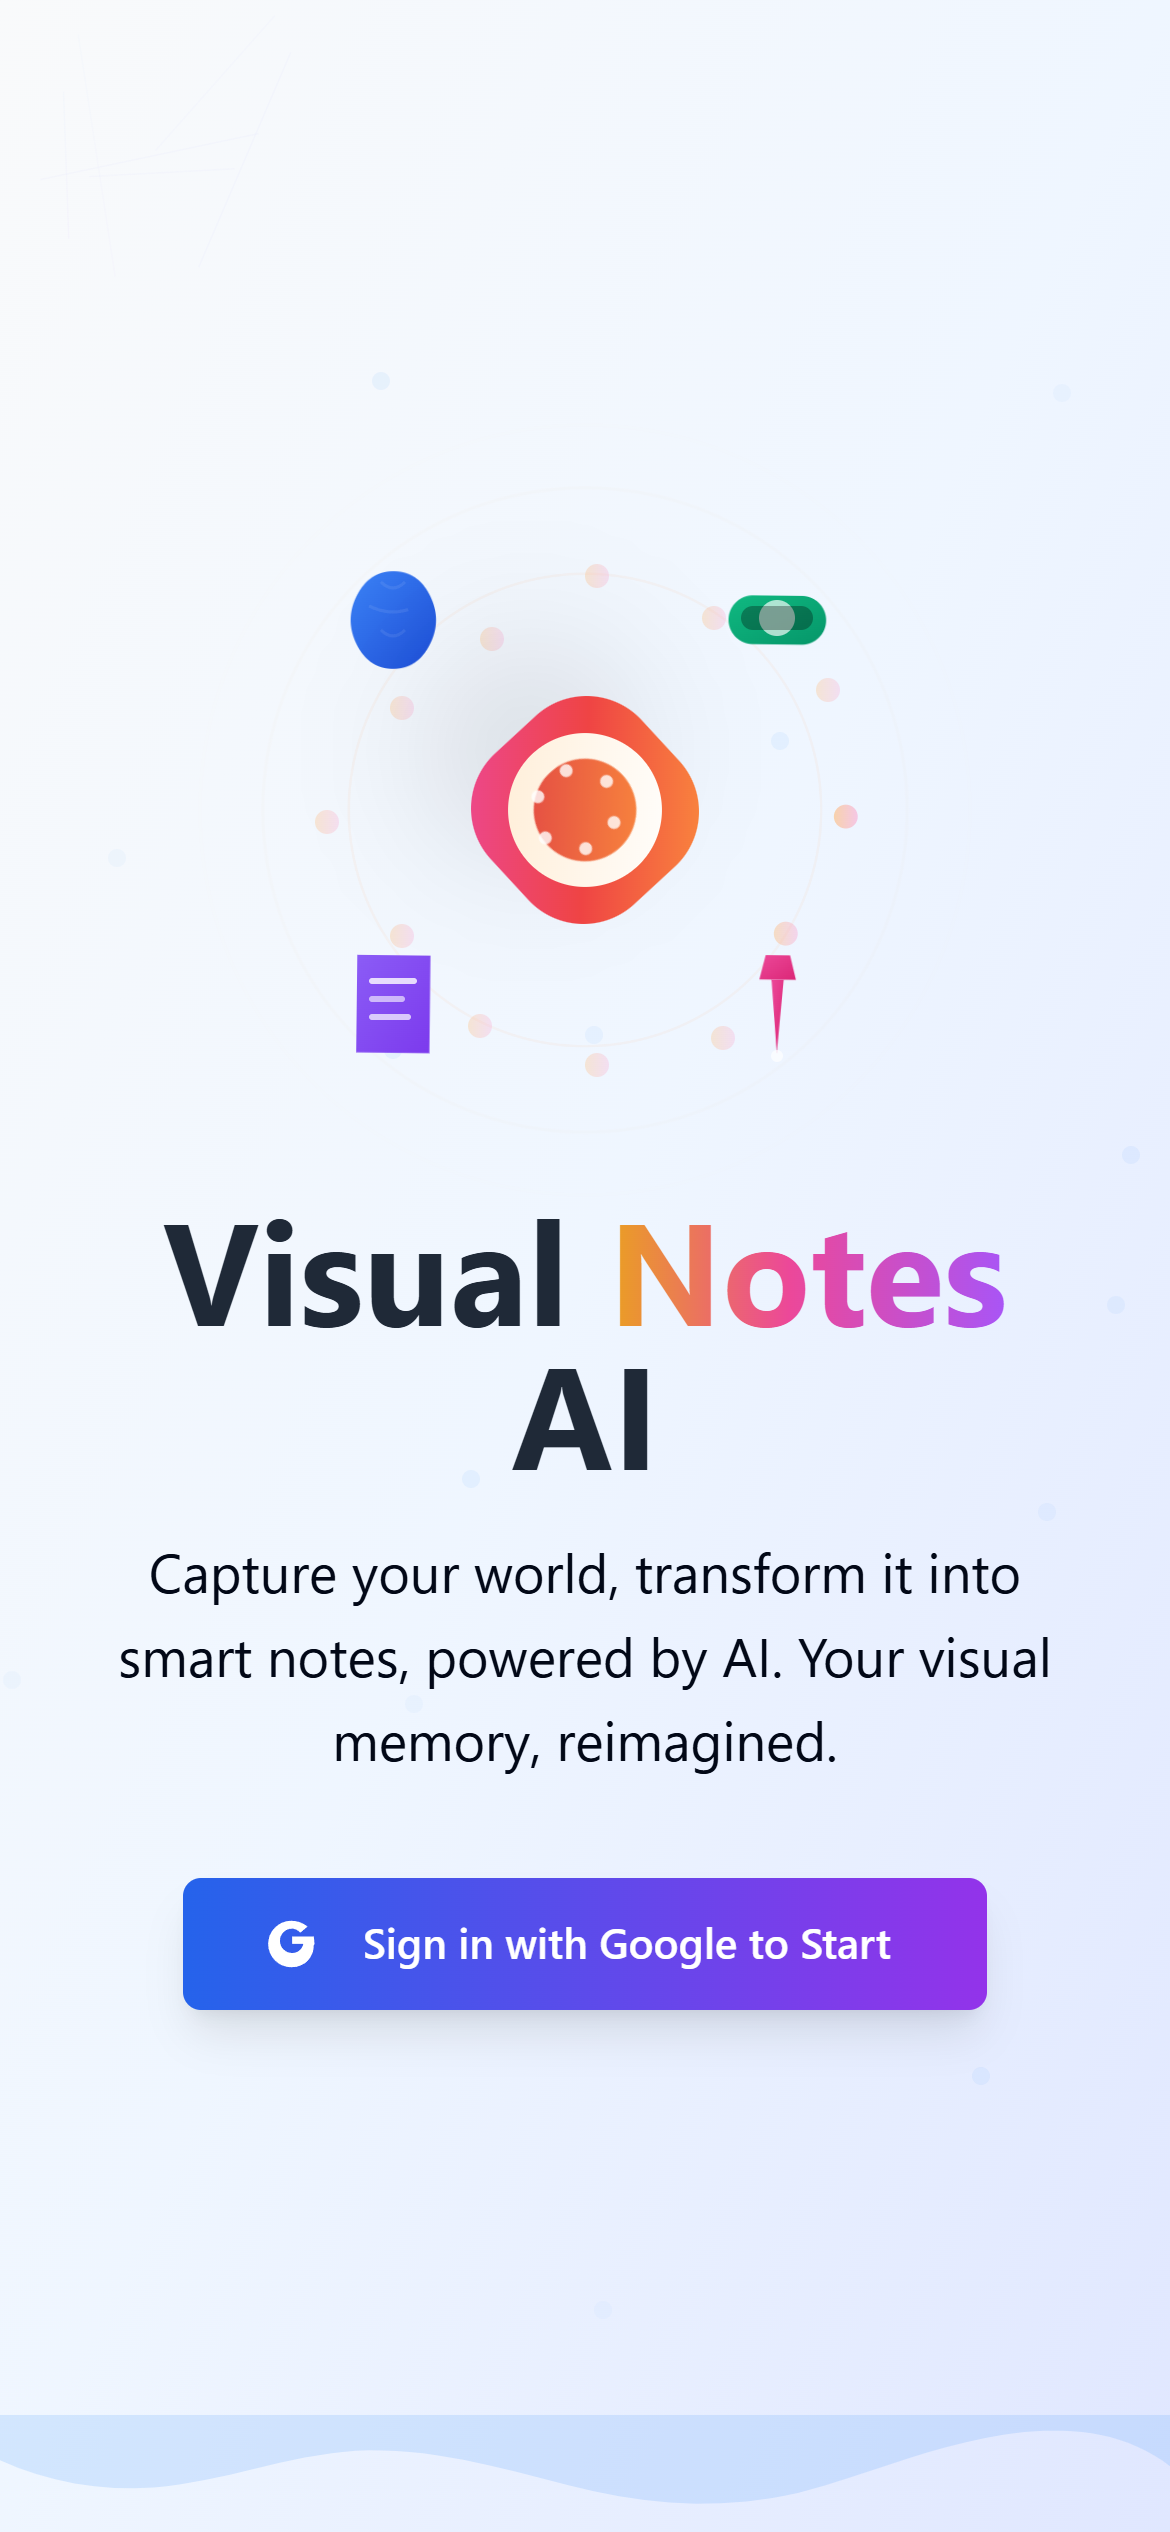 Visual Notes
AI
Capture your world, transform it into
smart notes, powered by AI. Your visual
memory, reimagined.
Sign in with Google to Start